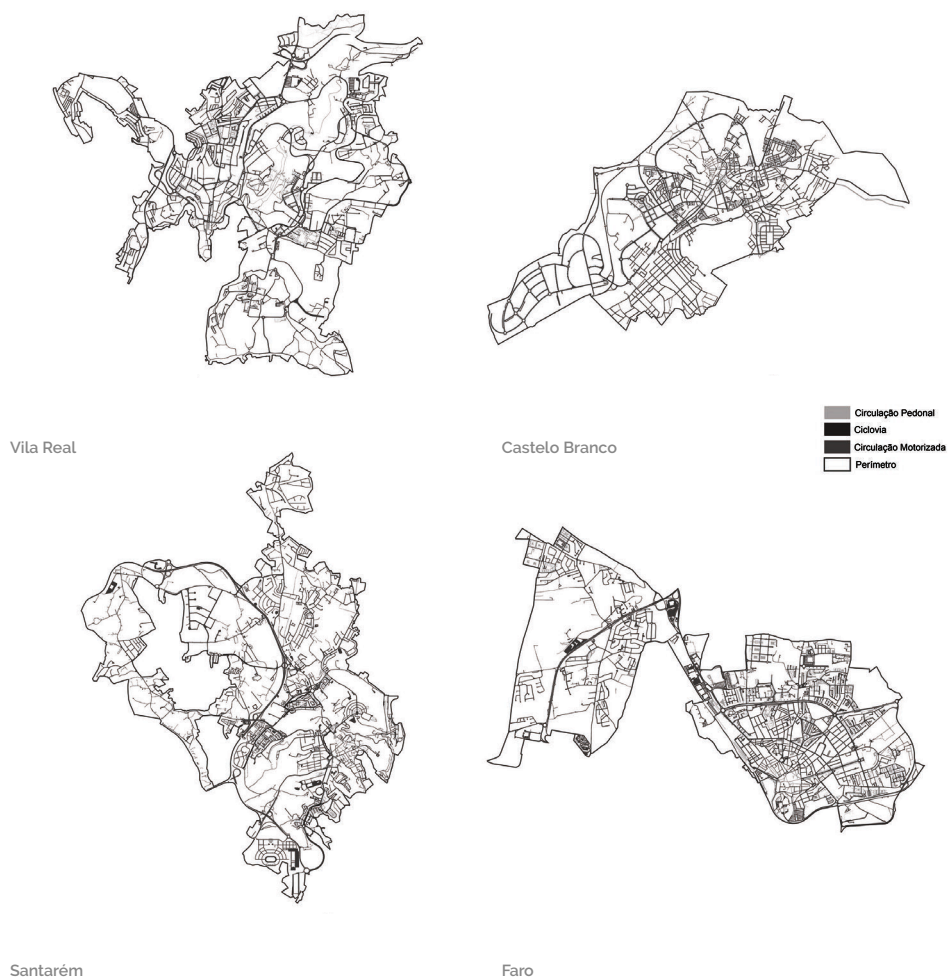 Vila Real
Castelo Branco
Circulação Pedonal
Ciclovia
Circulação Motorizada
Perímetro
Santarém
Faro